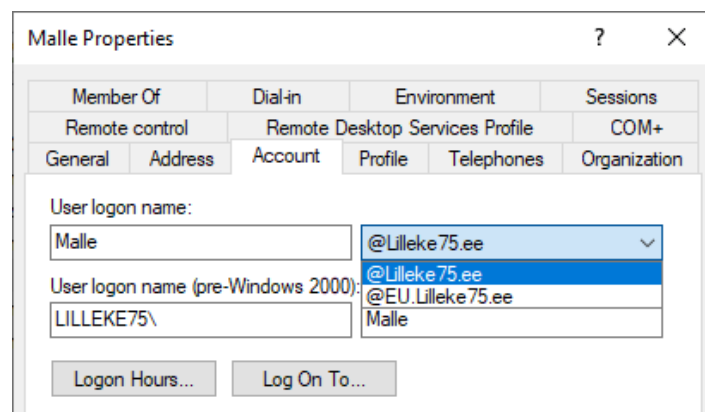 Malle Properties ? X
Member Of Dial-in Environment Sessions
Remote control Remote Desktop Services Profile COM+
General Address Account Profile Telephones Organization
User logon name:
Malle @Lilleke75.ee
@Lilleke75.ee
User logon name (pre-Windows 2000): @EU.Lilleke75.ee
LILLEKE75\ Malle
Logon Hours... Log On To...